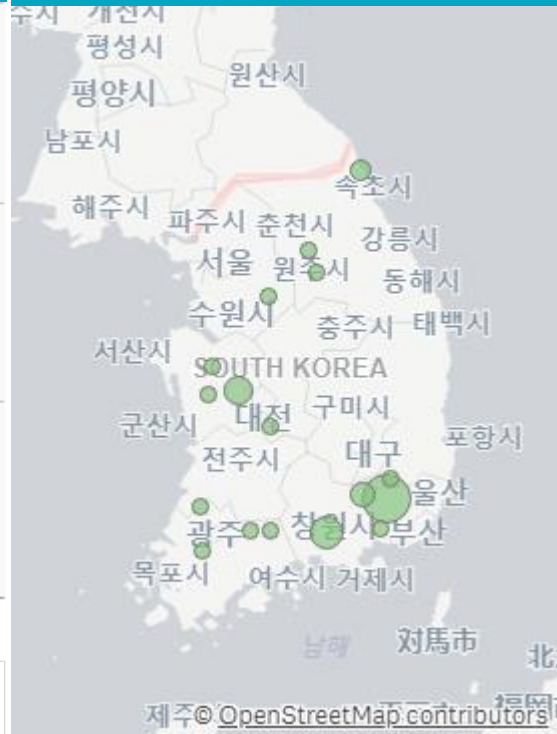 개천시
평성시
원산시
평양시
남포시
속초시
해주시
파주시 춘천시
강릉시
서울 원주시
동해시
수원시
충주시 태백시
서산시
SOUTH KOREA
구미시
대전
군산시
포항시
전주시
대구
울산
광주
창원시
부산
목포시
여수시 거제시
남해
対馬市
北
제주
© OpenStreetMap contributors